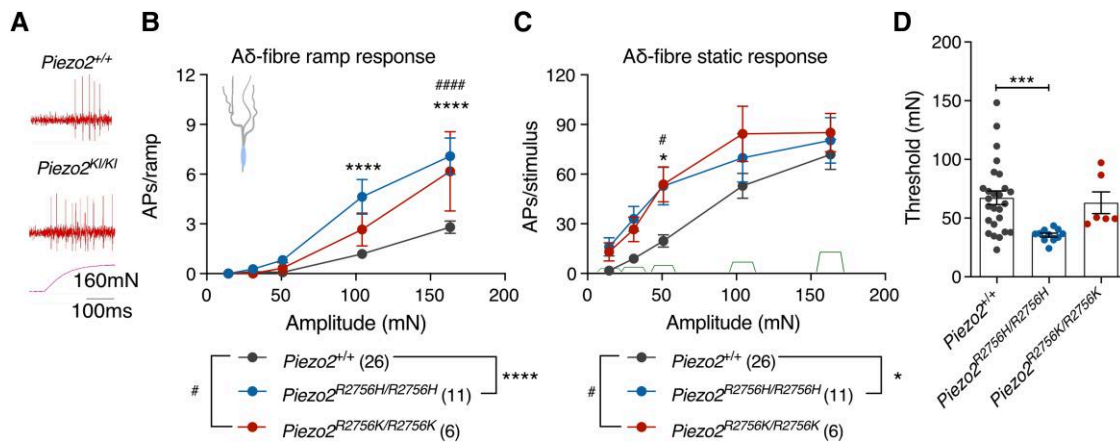 A
Piezo2+/+
Piezo2KI/KI
160mN
100ms
B
Aδ-fibre ramp response
APs/ramp
12
9
6
3
0
####
****
****
0 50 100 150 200
Amplitude (mN)
# Piezo2+/+ (26)
Piezo2R2756H/R2756H (11) ****
Piezo2R2756K/R2756K (6)
C
Aδ-fibre static response
APs/stimulus
120
90
60
30
0
#
*
0 50 100 150 200
Amplitude (mN)
# Piezo2+/+ (26)
Piezo2R2756H/R2756H (11) *
Piezo2R2756K/R2756K (6)
D
Threshold (mN)
200
150
100
50
0
***
Piezo2+/+
Piezo2R2756H/R2756H
Piezo2R2756K/R2756K